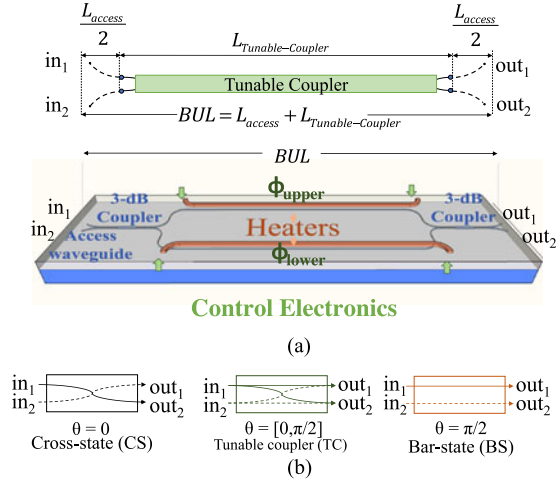 L_access/2
L_access/2
L_Tunable−Coupler
in₁
out₁
Tunable Coupler
in₂
out₂
BUL = L_access + L_Tunable−Coupler
BUL
3-dB Coupler
ϕ_upper
3-dB Coupler
in₁
out₁
Heaters
in₂
out₂
Access waveguide
ϕ_lower
Control Electronics
(a)
in₁ out₁ in₁ out₁ in₁ out₁
in₂ out₂ in₂ out₂ in₂ out₂
θ = 0 θ = [0,π/2] θ = π/2
Cross-state (CS) Tunable coupler (TC) Bar-state (BS)
(b)